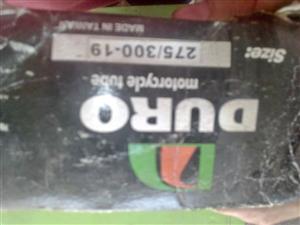 DURO
motorcycle tube
Size: 275/300-19
MADE IN TAIWAN